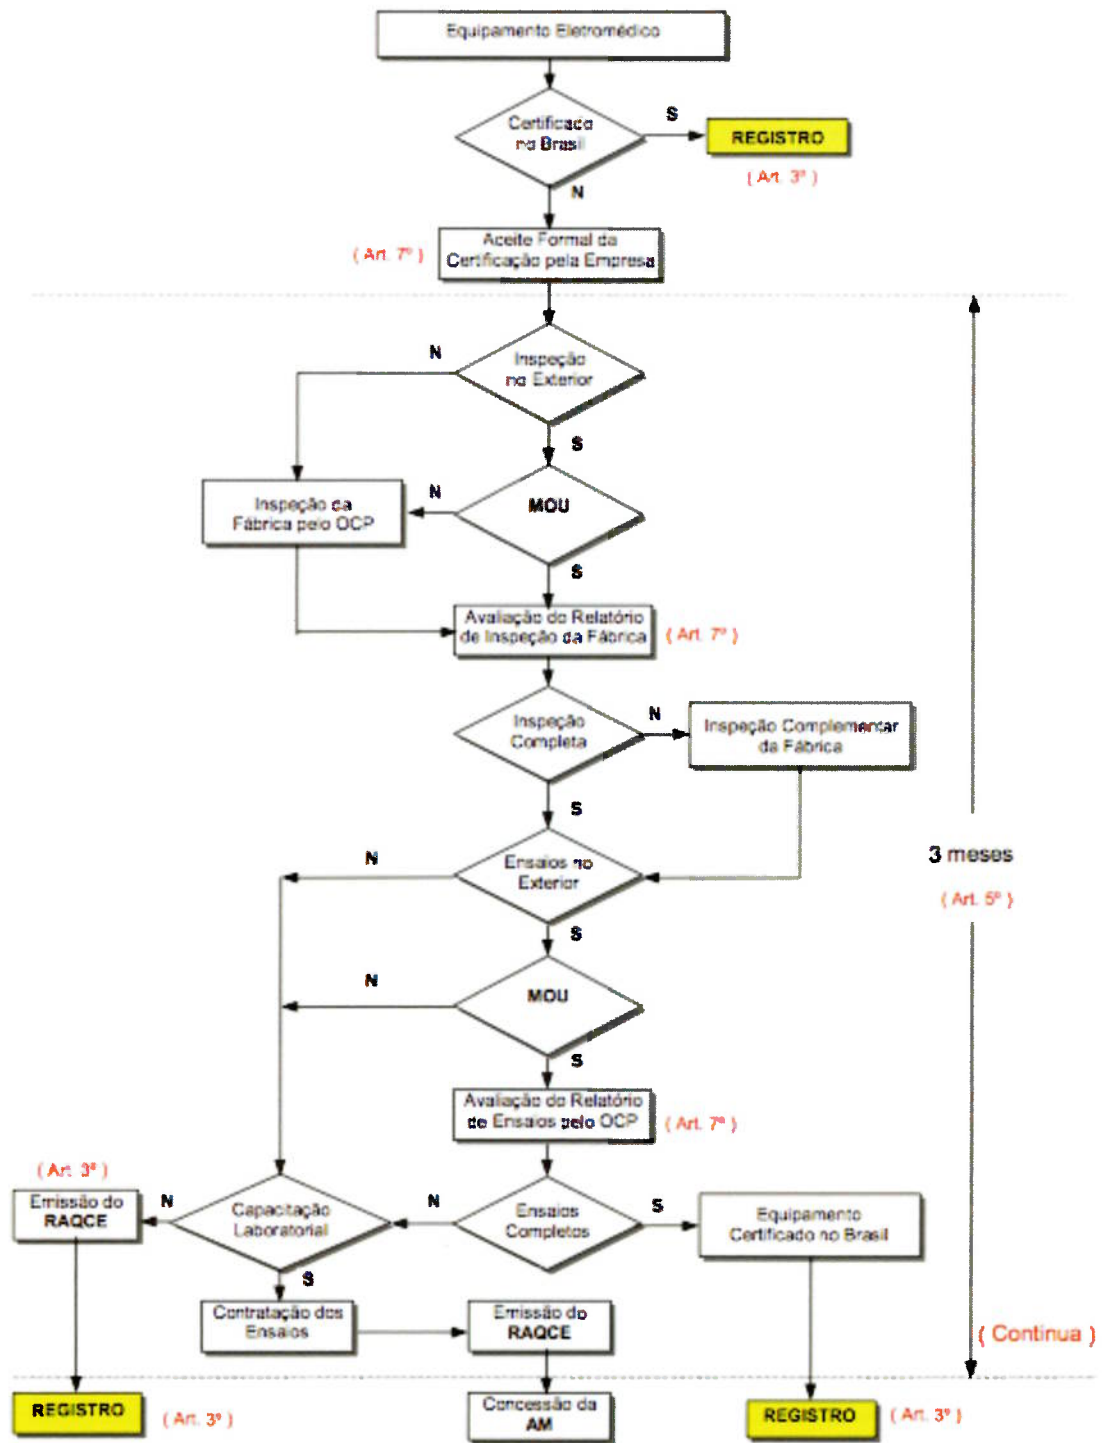 Equipamento Eletromédico
Certificado
no Brasil
S
REGISTRO
( Art. 3º )
N
( Art. 7º )
Aceite Formal da
Certificação pela Empresa
N
Inspeção
no Exterior
S
Inspeção da
Fábrica pelo OCP
N
MOU
S
Avaliação do Relatório
de Inspeção da Fábrica
( Art. 7º )
Inspeção
Completa
N
Inspeção Complementar
da Fábrica
S
N
Ensaios no
Exterior
3 meses
( Art. 5º )
S
N
MOU
S
Avaliação do Relatório
de Ensaios pelo OCP
( Art. 7º )
( Art. 3º )
Emissão do
RAQCE
N
Capacitação
Laboratorial
N
Ensaios
Completos
S
Equipamento
Certificado no Brasil
S
Contratação dos
Ensaios
Emissão do
RAQCE
( Continua )
REGISTRO
( Art. 3º )
Concessão da
AM
REGISTRO
( Art. 3º )